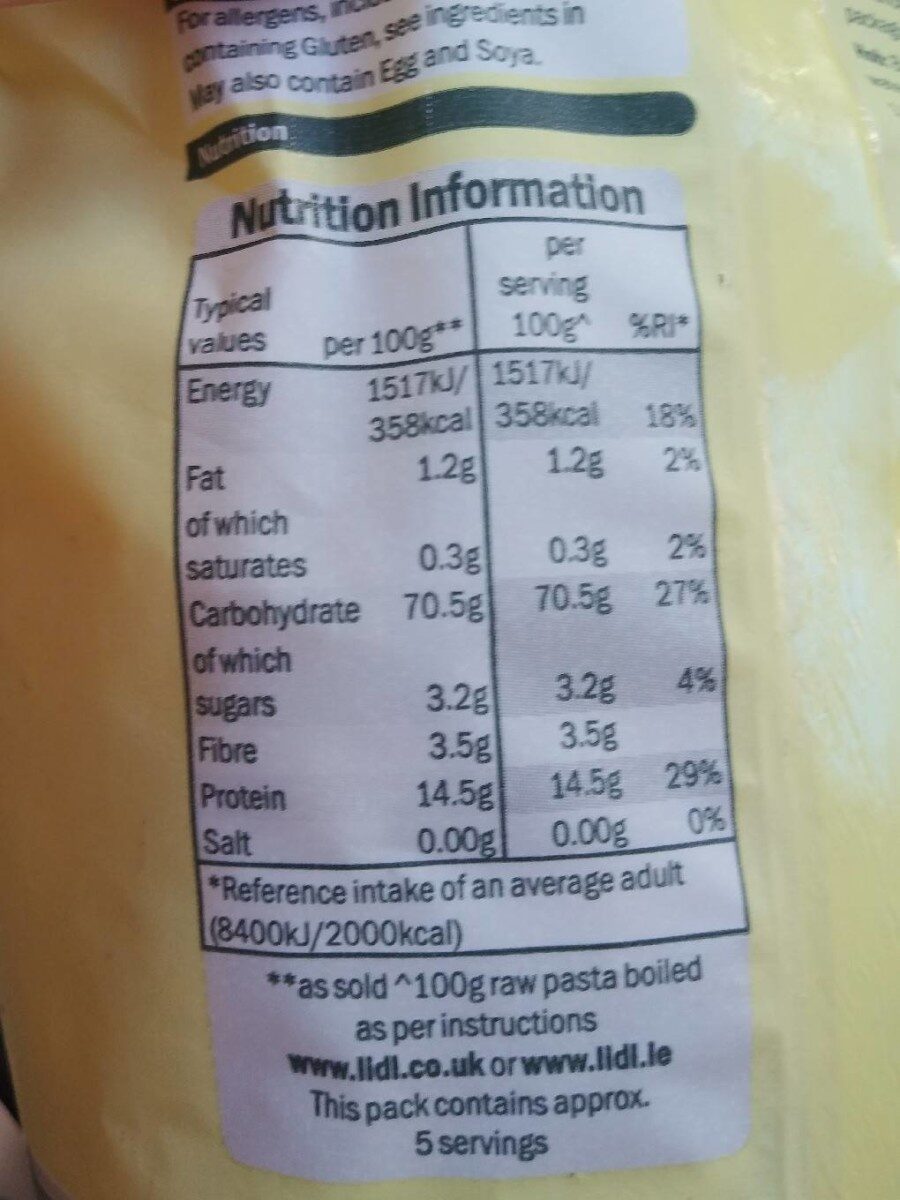 For allergens,
containing Gluten, see ingredients in
May also contain Egg and Soya.
Nutrition
Nutrition Information
Typical values per 100g** per serving 100g^ %RI*
Energy 1517kJ/ 1517kJ/
358kcal 358kcal 18%
Fat 1.2g 1.2g 2%
of which
saturates 0.3g 0.3g 2%
Carbohydrate 70.5g 70.5g 27%
of which
sugars 3.2g 3.2g 4%
Fibre 3.5g 3.5g
Protein 14.5g 14.5g 29%
Salt 0.00g 0.00g 0%
*Reference intake of an average adult
(8400kJ/2000kcal)
**as sold ^100g raw pasta boiled
as per instructions
www.lidl.co.uk or www.lidl.ie
This pack contains approx.
5 servings